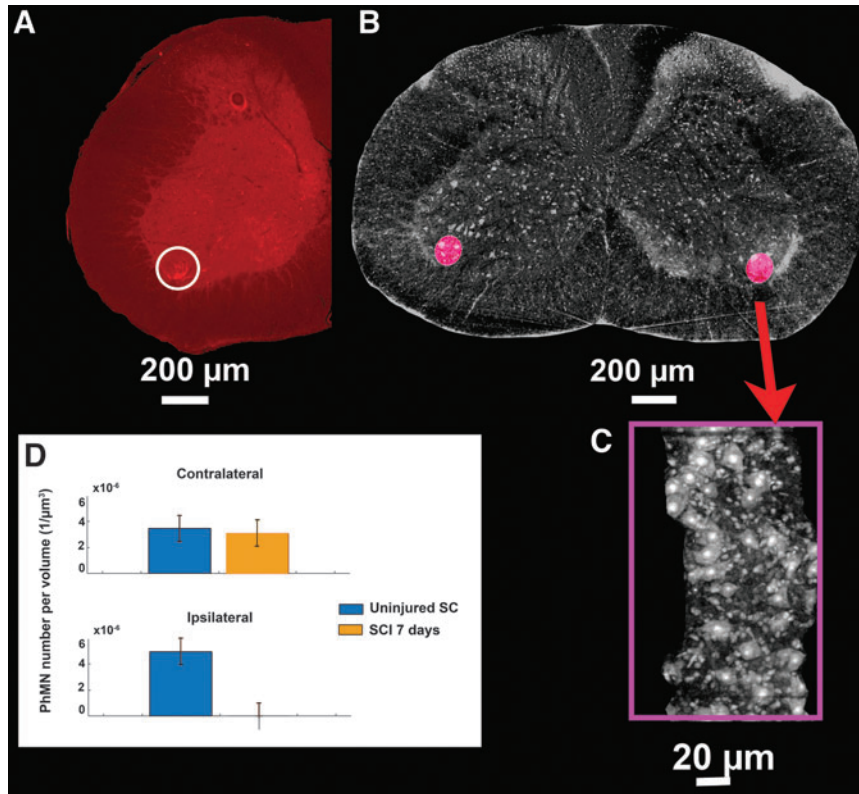 A
B
200 µm
200 µm
C
D
Contralateral
x10⁻⁶
6
4
2
0
Ipsilateral
x10⁻⁶
6
4
2
0
PhMN number per volume (1/µm³)
Uninjured SC
SCI 7 days
20 µm